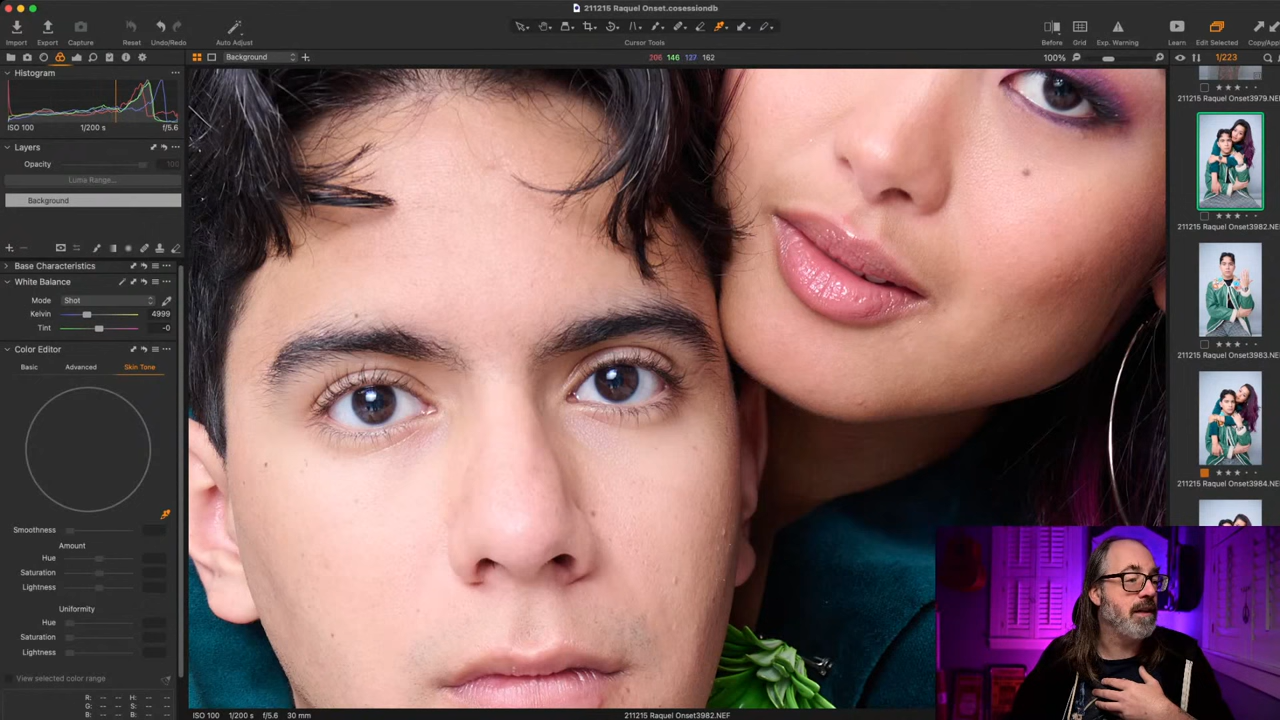 211215 Raquel Onset.cosessiondb
Import
Export
Capture
Reset
Undo/Redo
Auto Adjust
Cursor Tools
Before
Grid
Exp. Warning
Learn
Edit Selected
Copy/App
Background
206 146 127 162
100%
1/223
Histogram
ISO 100
1/200 s
f/5.6
Layers
Opacity
100
Luma Range...
Background
Base Characteristics
White Balance
Mode
Shot
Kelvin
4999
Tint
-0
Color Editor
Basic
Advanced
Skin Tone
Smoothness
Amount
Hue
Saturation
Lightness
Uniformity
Hue
Saturation
Lightness
View selected color range
R: -- -- H: -- --
G: -- -- S: -- --
B: -- -- B: -- --
ISO 100 1/200 s f/5.6 30 mm
211215 Raquel Onset3982.NEF
211215 Raquel Onset3979.NEF
211215 Raquel Onset3982.NEF
211215 Raquel Onset3983.NEF
211215 Raquel Onset3984.NEF